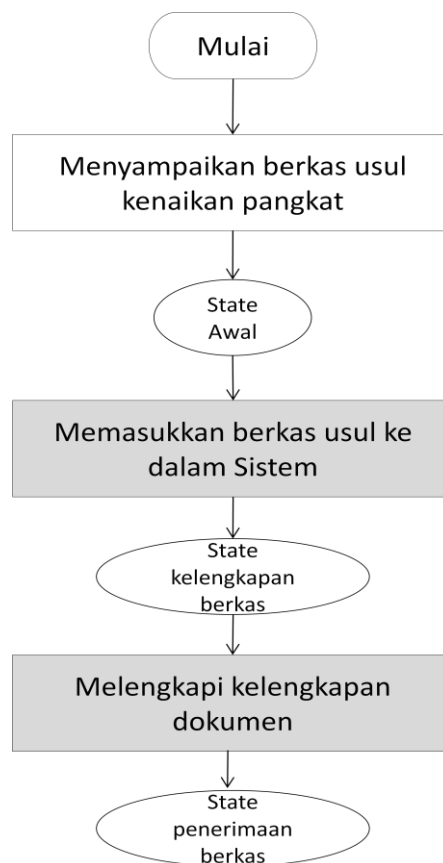 Mulai
Menyampaikan berkas usul
kenaikan pangkat
State
Awal
Memasukkan berkas usul ke
dalam Sistem
State
kelengkapan
berkas
Melengkapi kelengkapan
dokumen
State
penerimaan
berkas